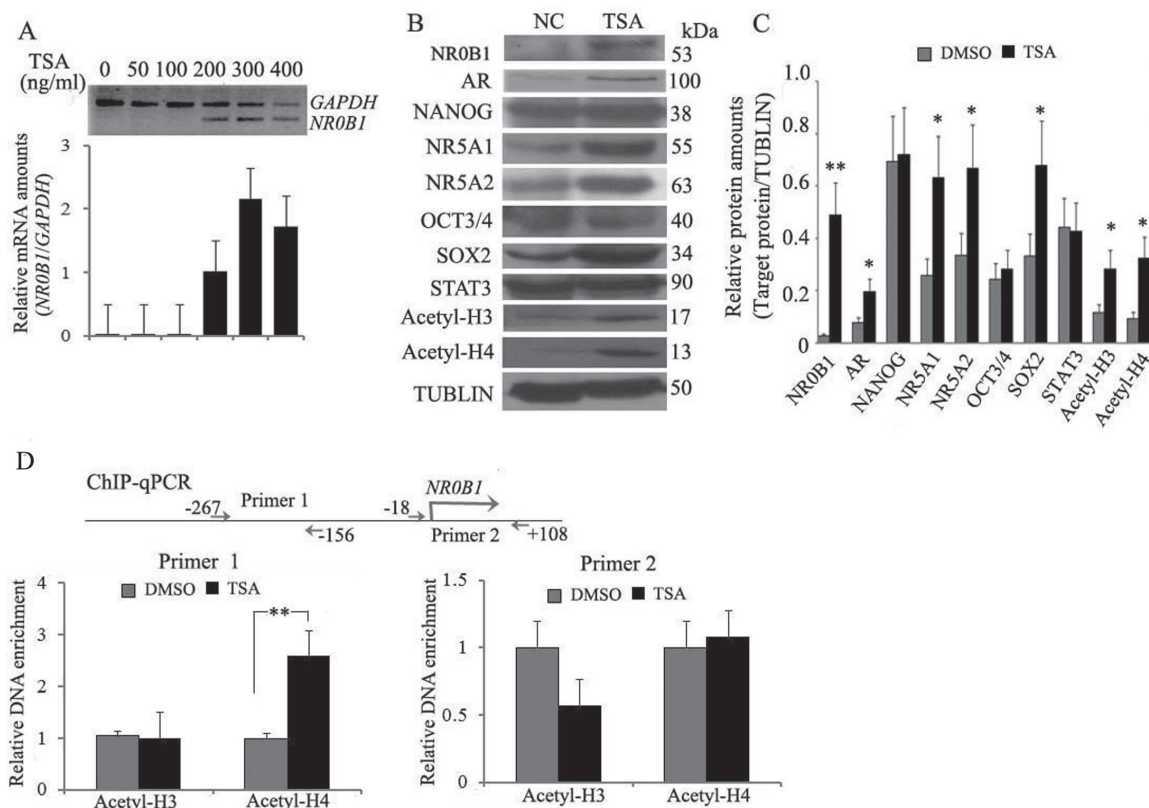 A
TSA
(ng/ml)
0 50 100 200 300 400
GAPDH
NR0B1
Relative mRNA amounts
(NR0B1/GAPDH)
3
2
1
0
B
NC TSA kDa
NR0B1 53
AR 100
NANOG 38
NR5A1 55
NR5A2 63
OCT3/4 40
SOX2 34
STAT3 90
Acetyl-H3 17
Acetyl-H4 13
TUBLIN 50
C
DMSO TSA
Relative protein amounts
(Target protein/TUBLIN)
1.0
0.8
0.6
0.4
0.2
0
** * * * * * *
NR0B1 AR NANOG NR5A1 NR5A2 OCT3/4 SOX2 STAT3 Acetyl-H3 Acetyl-H4
D
ChIP-qPCR
-267 Primer 1 -18 NR0B1
-156 Primer 2 +108
Primer 1
DMSO TSA
Relative DNA enrichment
4
3
2
1
0
**
Acetyl-H3 Acetyl-H4
Primer 2
DMSO TSA
Relative DNA enrichment
1.5
1
0.5
0
Acetyl-H3 Acetyl-H4